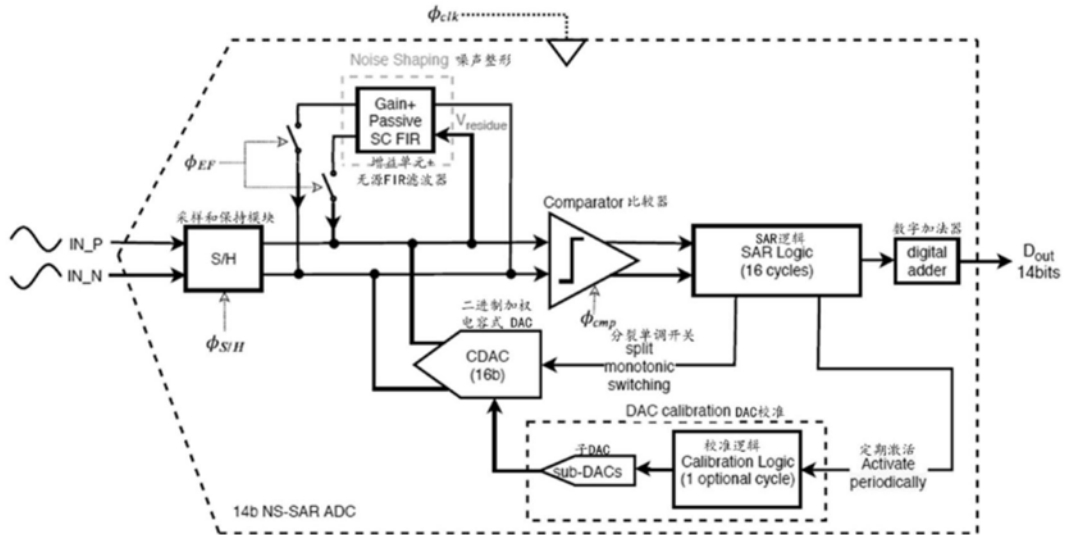 ϕclk
Noise Shaping 噪声整形
Gain+
Passive
SC FIR
Vresidue
增益单元+
无源FIR滤波器
ϕEF
采样和保持模块
S/H
IN_P
IN_N
ϕS/H
Comparator 比较器
ϕcmp
SAR逻辑
SAR Logic
(16 cycles)
数字加法器
digital
adder
Dout
14bits
二进制加权
电容式 DAC
CDAC
(16b)
分裂单调开关
split
monotonic
switching
DAC calibration DAC校准
子DAC
sub-DACs
校准逻辑
Calibration Logic
(1 optional cycle)
定期激活
Activate
periodically
14b NS-SAR ADC